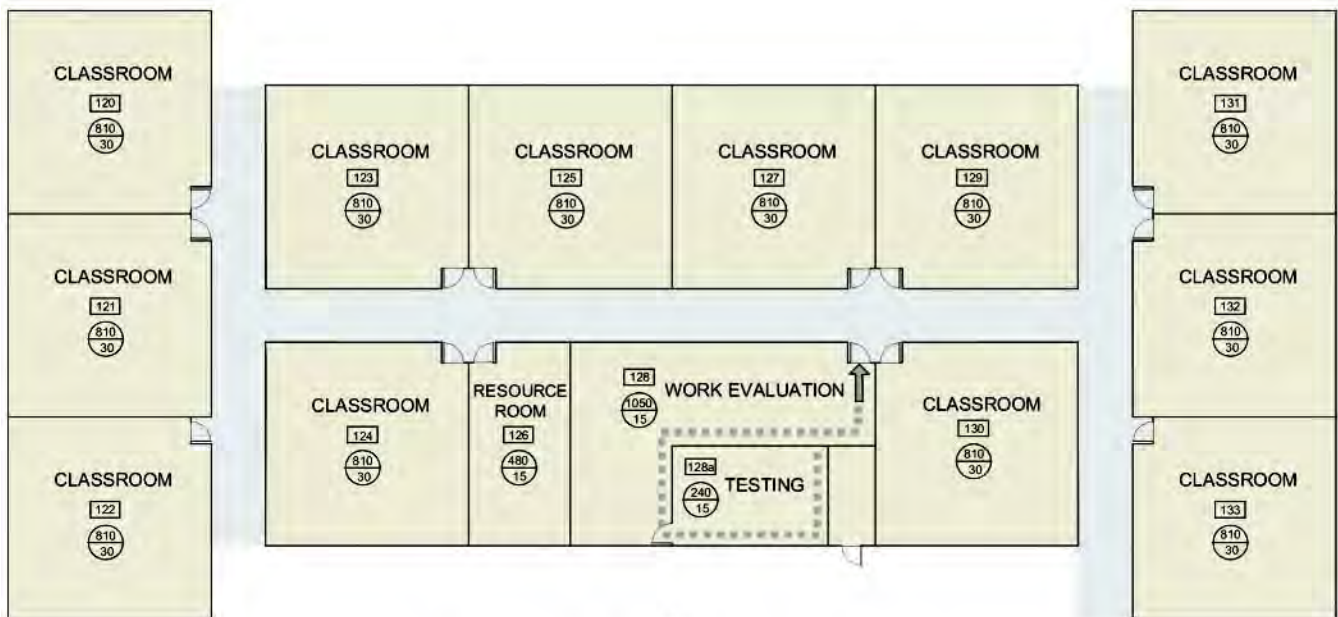 CLASSROOM
120
810
30
CLASSROOM
121
810
30
CLASSROOM
122
810
30
CLASSROOM
123
810
30
CLASSROOM
125
810
30
CLASSROOM
127
810
30
CLASSROOM
129
810
30
CLASSROOM
124
810
30
RESOURCE
ROOM
126
480
15
128
1050
15
WORK EVALUATION
128a
240
15
TESTING
CLASSROOM
130
810
30
CLASSROOM
131
810
30
CLASSROOM
132
810
30
CLASSROOM
133
810
30